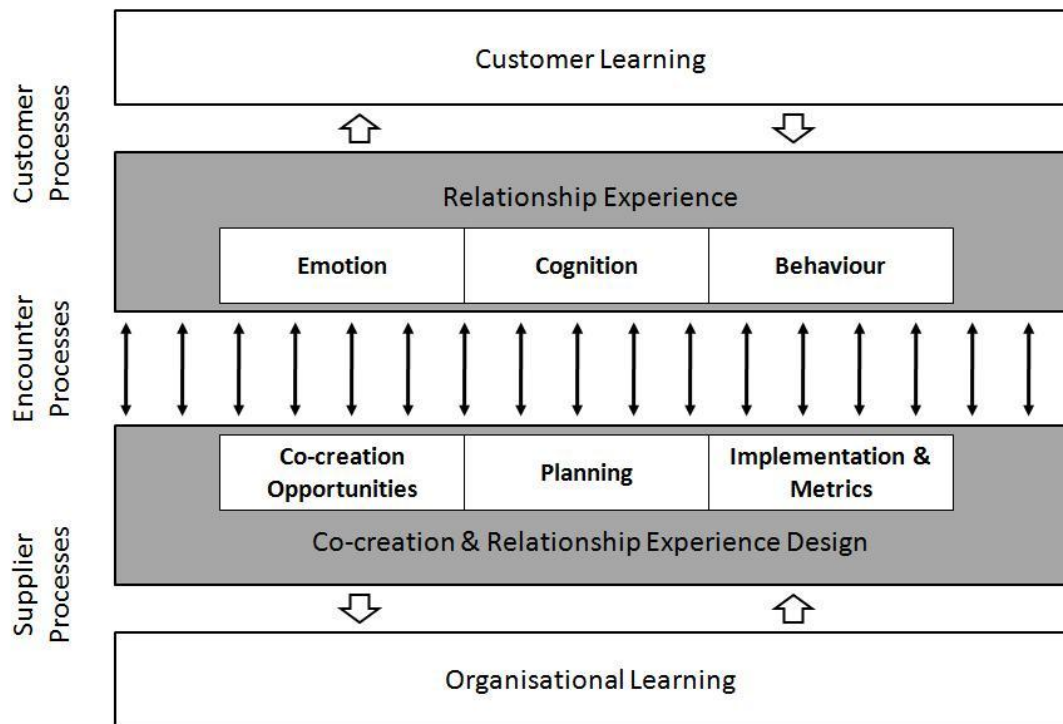 Customer Processes
Customer Learning
Relationship Experience
Emotion
Cognition
Behaviour
Encounter Processes
Co-creation Opportunities
Planning
Implementation & Metrics
Co-creation & Relationship Experience Design
Supplier Processes
Organisational Learning